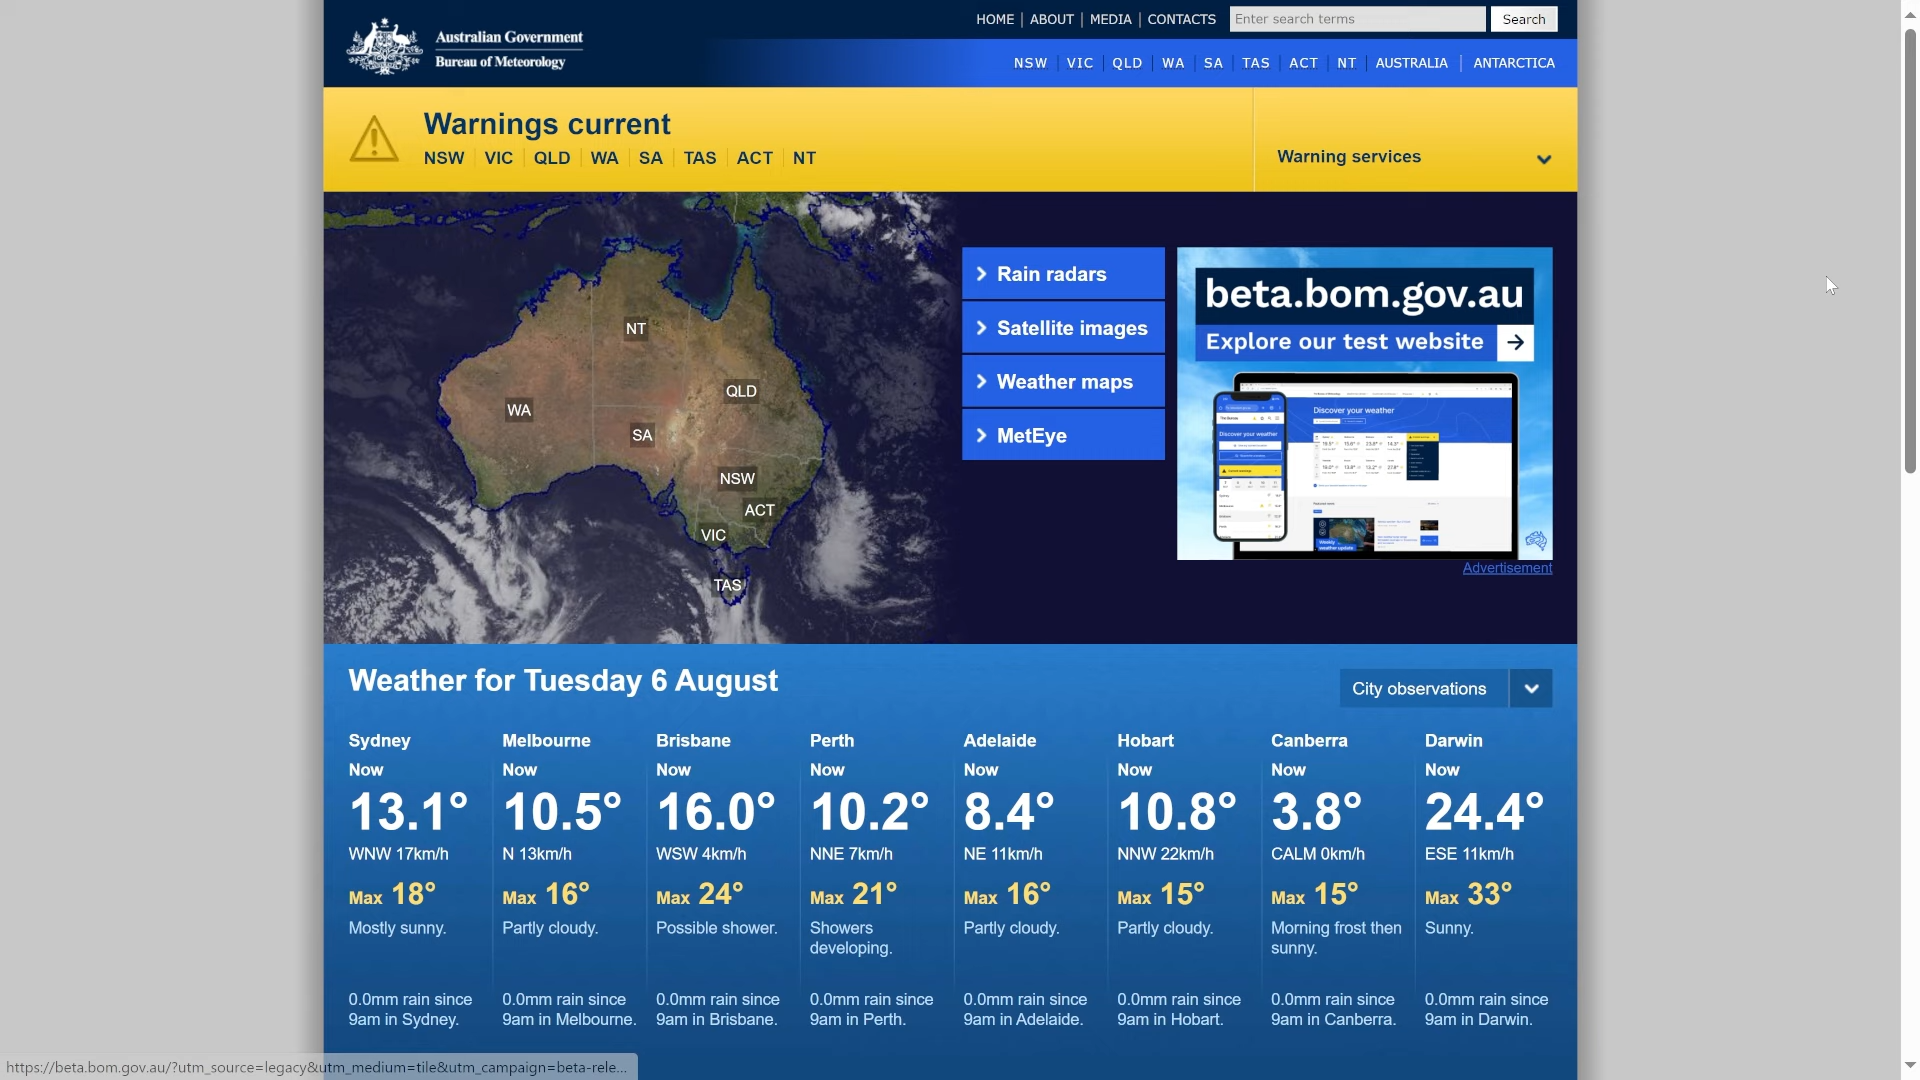 Australian Government
Bureau of Meteorology
HOME | ABOUT | MEDIA | CONTACTS
Enter search terms
Search
NSW VIC QLD WA SA TAS ACT NT AUSTRALIA ANTARCTICA
Warnings current
NSW VIC QLD WA SA TAS ACT NT
Warning services
NT
QLD
WA
SA
NSW
ACT
VIC
TAS
Rain radars
Satellite images
Weather maps
MetEye
beta.bom.gov.au
Explore our test website
Discover your weather
Discover your weather
Advertisement
Weather for Tuesday 6 August
City observations
Sydney
Now
13.1°
WNW 17km/h
Max 18°
Mostly sunny.
0.0mm rain since
9am in Sydney.
Melbourne
Now
10.5°
N 13km/h
Max 16°
Partly cloudy.
0.0mm rain since
9am in Melbourne.
Brisbane
Now
16.0°
WSW 4km/h
Max 24°
Possible shower.
0.0mm rain since
9am in Brisbane.
Perth
Now
10.2°
NNE 7km/h
Max 21°
Showers
developing.
0.0mm rain since
9am in Perth.
Adelaide
Now
8.4°
NE 11km/h
Max 16°
Partly cloudy.
0.0mm rain since
9am in Adelaide.
Hobart
Now
10.8°
NNW 22km/h
Max 15°
Partly cloudy.
0.0mm rain since
9am in Hobart.
Canberra
Now
3.8°
CALM 0km/h
Max 15°
Morning frost then
sunny.
0.0mm rain since
9am in Canberra.
Darwin
Now
24.4°
ESE 11km/h
Max 33°
Sunny.
0.0mm rain since
9am in Darwin.
https://beta.bom.gov.au/?utm_source=legacy&utm_medium=tile&utm_campaign=beta-rele...